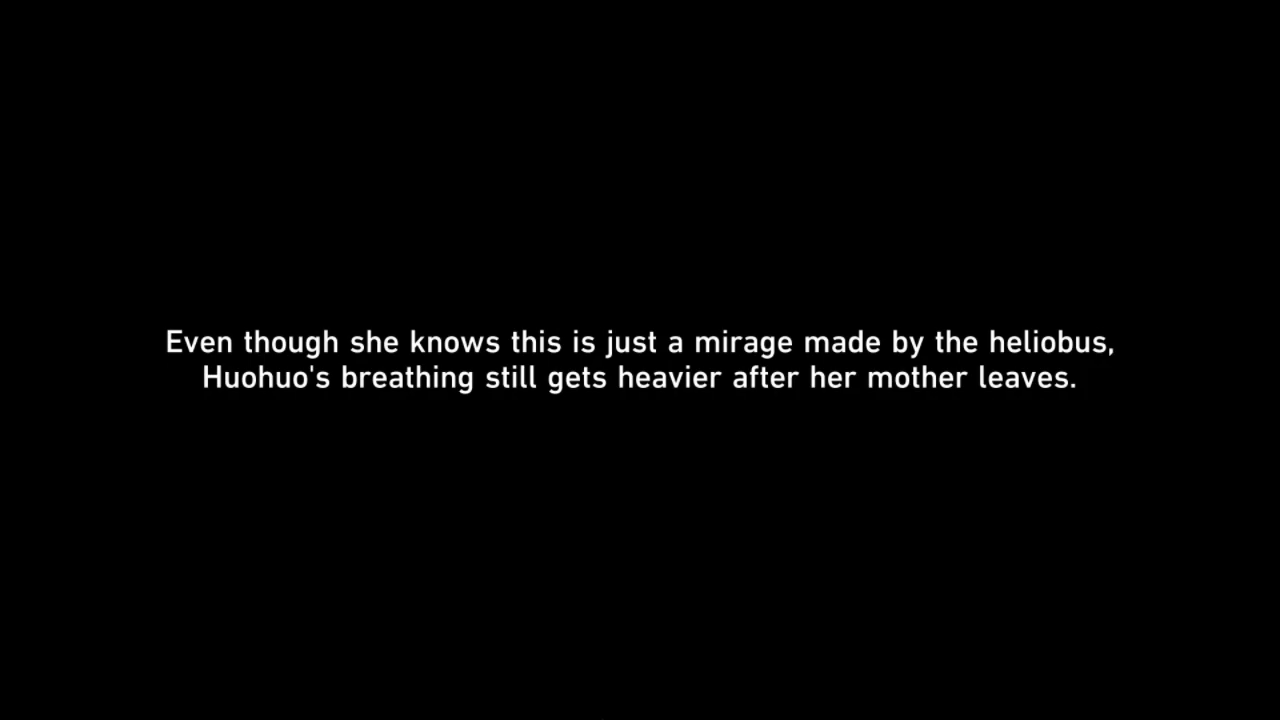 Even though she knows this is just a mirage made by the heliobus,
Huohuo's breathing still gets heavier after her mother leaves.